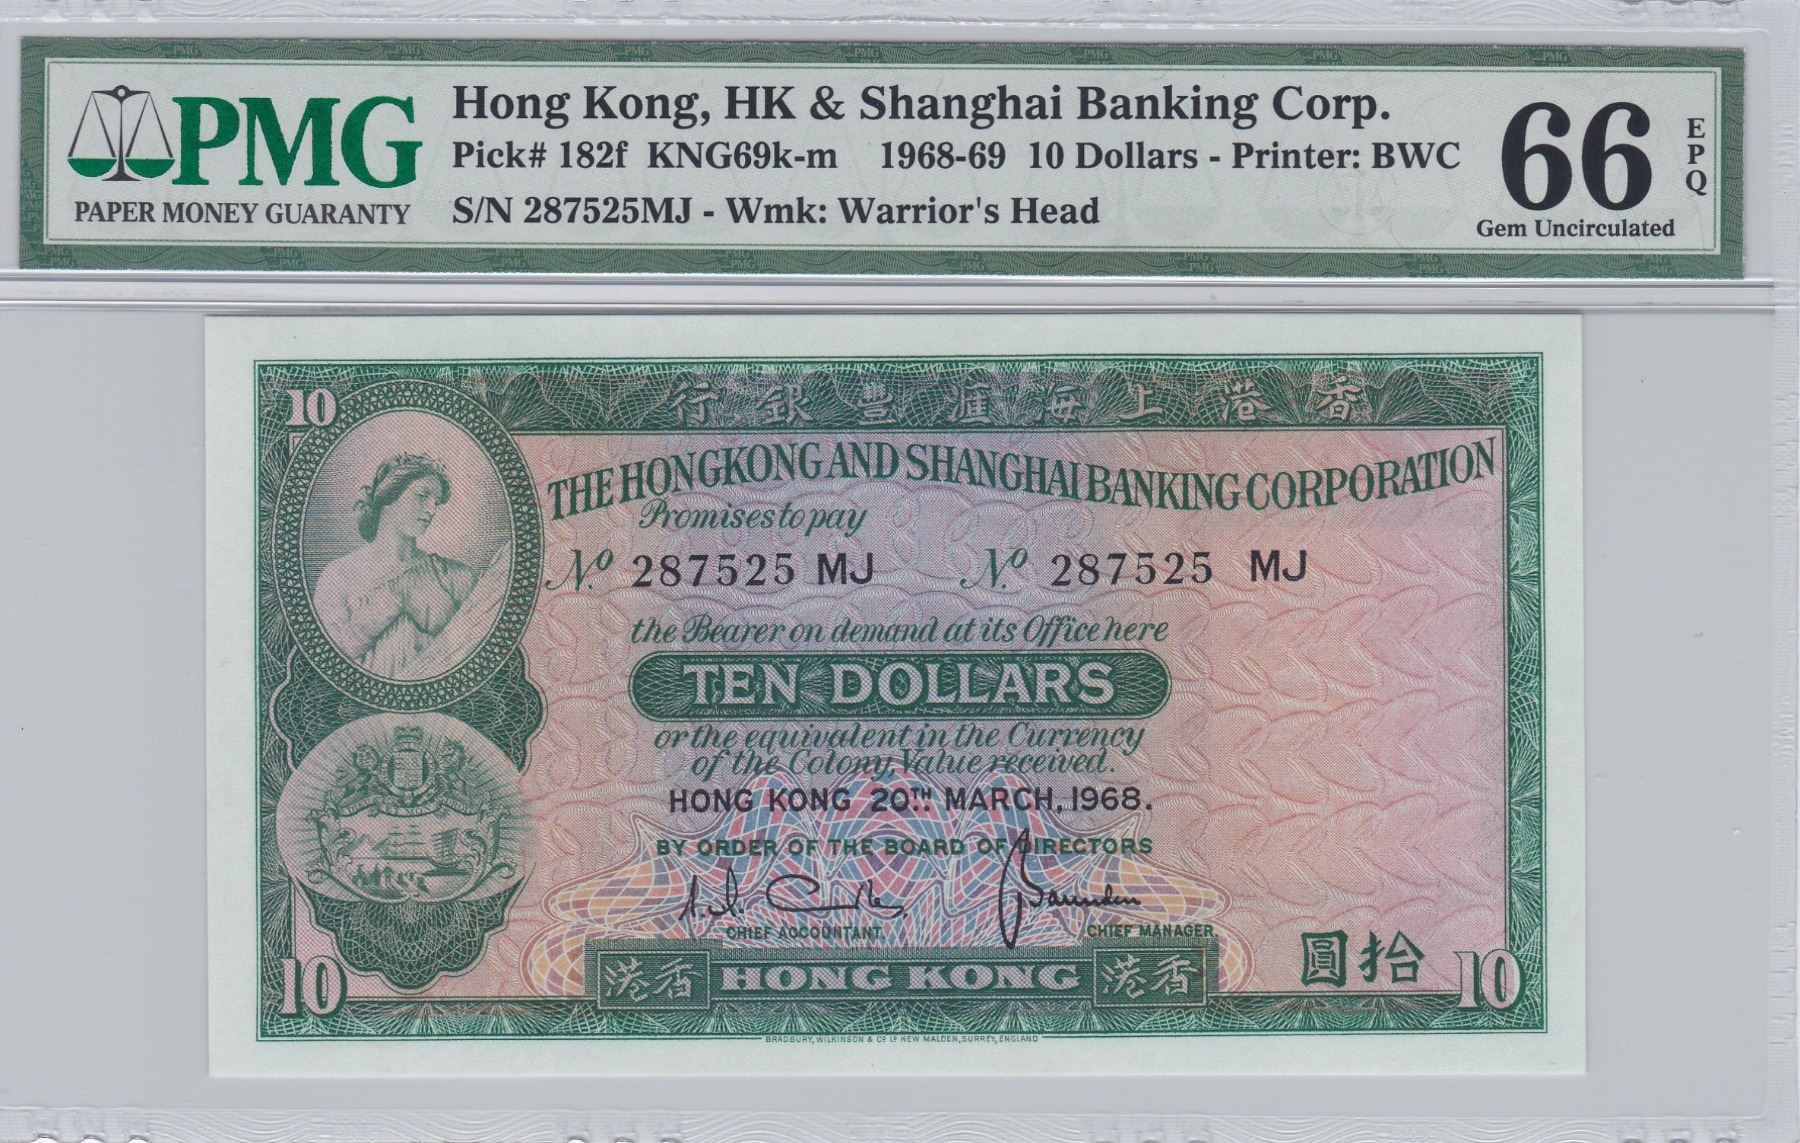 PMG
PAPER MONEY GUARANTY
Hong Kong, HK & Shanghai Banking Corp.
Pick# 182f KNG69k-m 1968-69 10 Dollars - Printer: BWC
S/N 287525MJ - Wmk: Warrior's Head
66
EPQ
Gem Uncirculated
10
行銀豐滙海上港香
THE HONGKONG AND SHANGHAI BANKING CORPORATION
Promises to pay
No. 287525 MJ No. 287525 MJ
the Bearer on demand at its Office here
TEN DOLLARS
or the equivalent in the Currency
of the Colony, Value received.
HONG KONG 20TH MARCH, 1968.
BY ORDER OF THE BOARD OF DIRECTORS
CHIEF ACCOUNTANT
CHIEF MANAGER
圓拾
10 港香 HONG KONG 港香 10
BRADBURY, WILKINSON & Co Ld NEW MALDEN, SURREY, ENGLAND